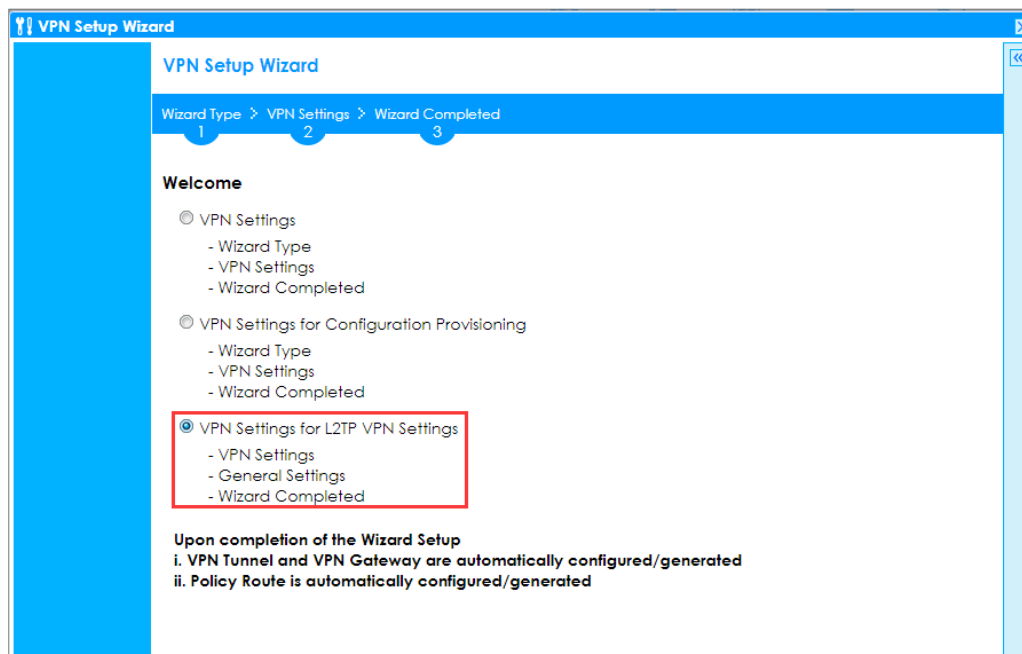 VPN Setup Wizard
VPN Setup Wizard
Wizard Type > VPN Settings > Wizard Completed
1 2 3
Welcome
VPN Settings
- Wizard Type
- VPN Settings
- Wizard Completed
VPN Settings for Configuration Provisioning
- Wizard Type
- VPN Settings
- Wizard Completed
VPN Settings for L2TP VPN Settings
- VPN Settings
- General Settings
- Wizard Completed
Upon completion of the Wizard Setup
i. VPN Tunnel and VPN Gateway are automatically configured/generated
ii. Policy Route is automatically configured/generated